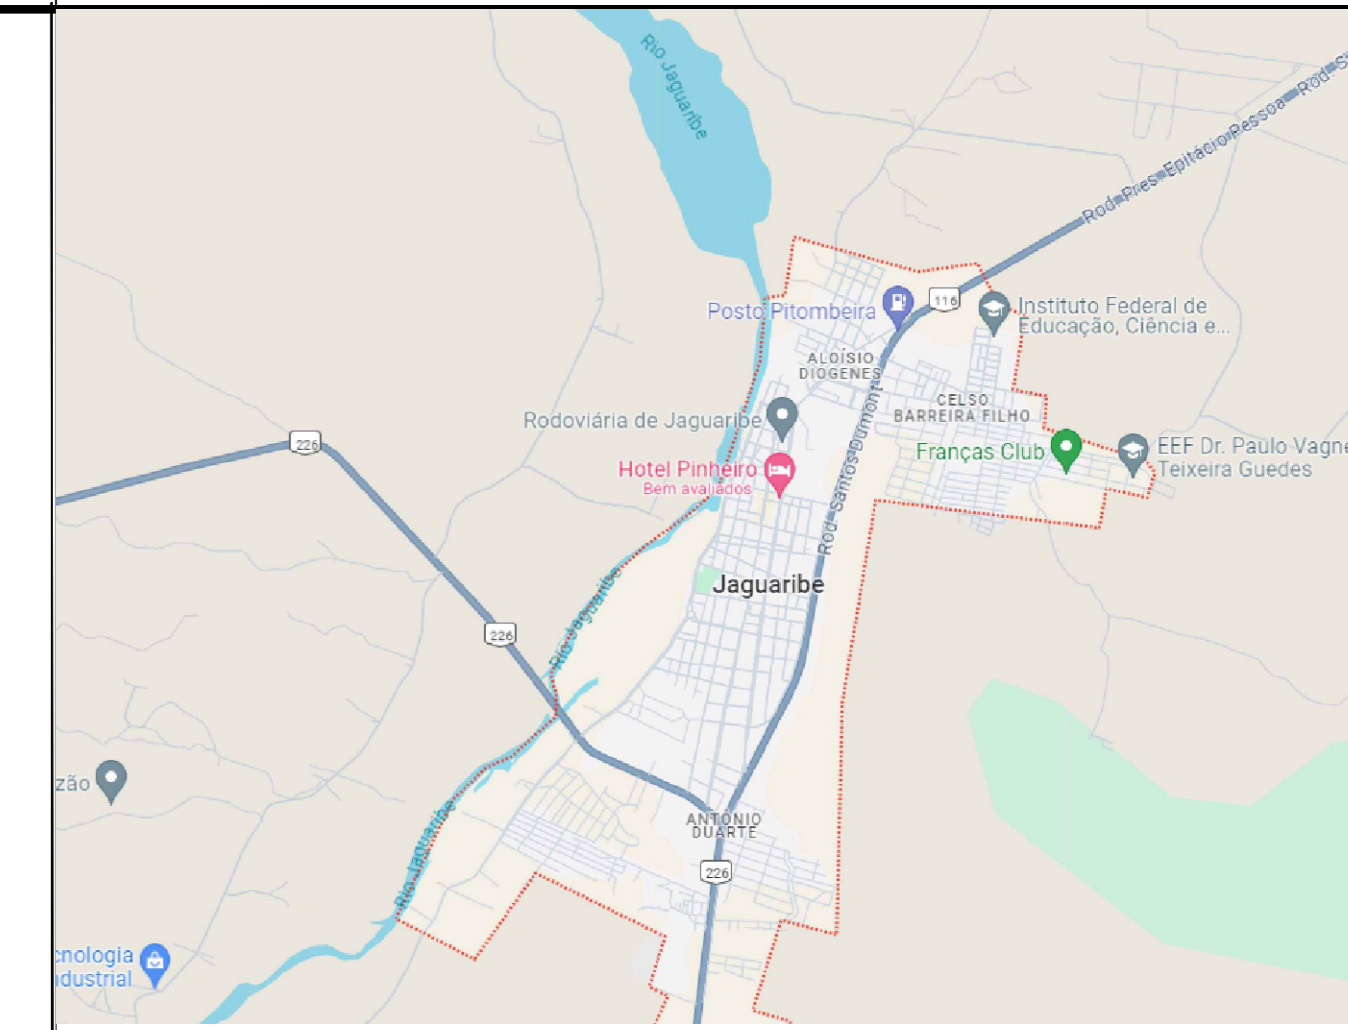 Rio Jaguaribe
Rod. Pres. Epitácio Pessoa
Rod. S
116
Posto Pitombeira
Instituto Federal de
Educação, Ciência e...
ALOÍSIO
DIOGENES
CELSO
BARREIRA FILHO
Rodoviária de Jaguaribe
Rod. Santos Dumont
226
Franças Club
EEF Dr. Paulo Vagne
Teixeira Guedes
Hotel Pinheiro
Bem avaliados
Jaguaribe
Rio Jaguaribe
226
zão
Rio Jaguaribe
ANTÔNIO
DUARTE
226
cnologia
ndustrial